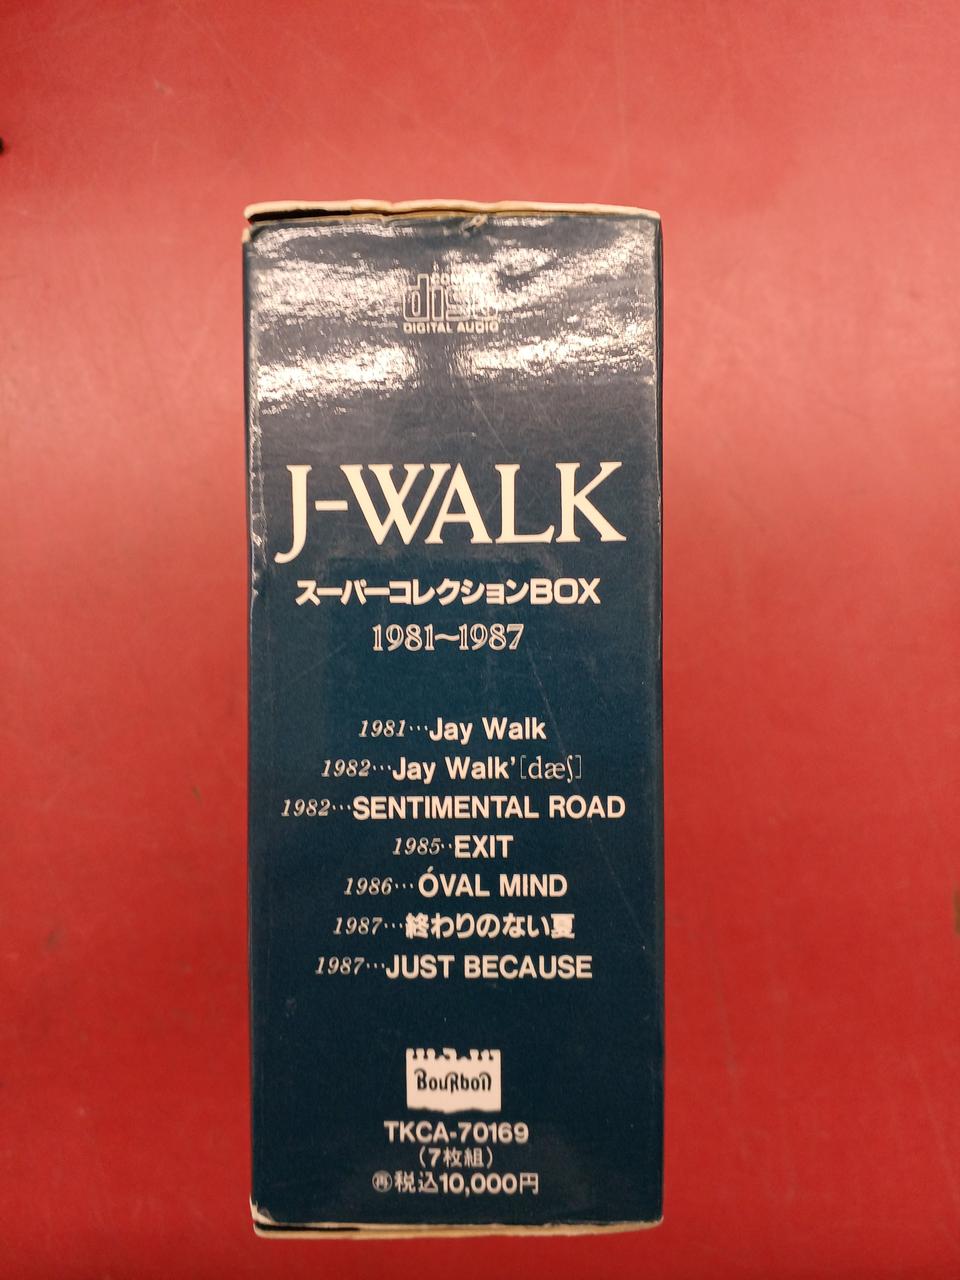 COMPACT
disc
DIGITAL AUDIO
J-WALK
スーパーコレクションBOX
1981~1987
1981…Jay Walk
1982…Jay Walk'[dæʃ]
1982…SENTIMENTAL ROAD
1985‥EXIT
1986…ÓVAL MIND
1987…終わりのない夏
1987…JUST BECAUSE
BouRbon
TKCA-70169
(7枚組)
㊢税込10,000円